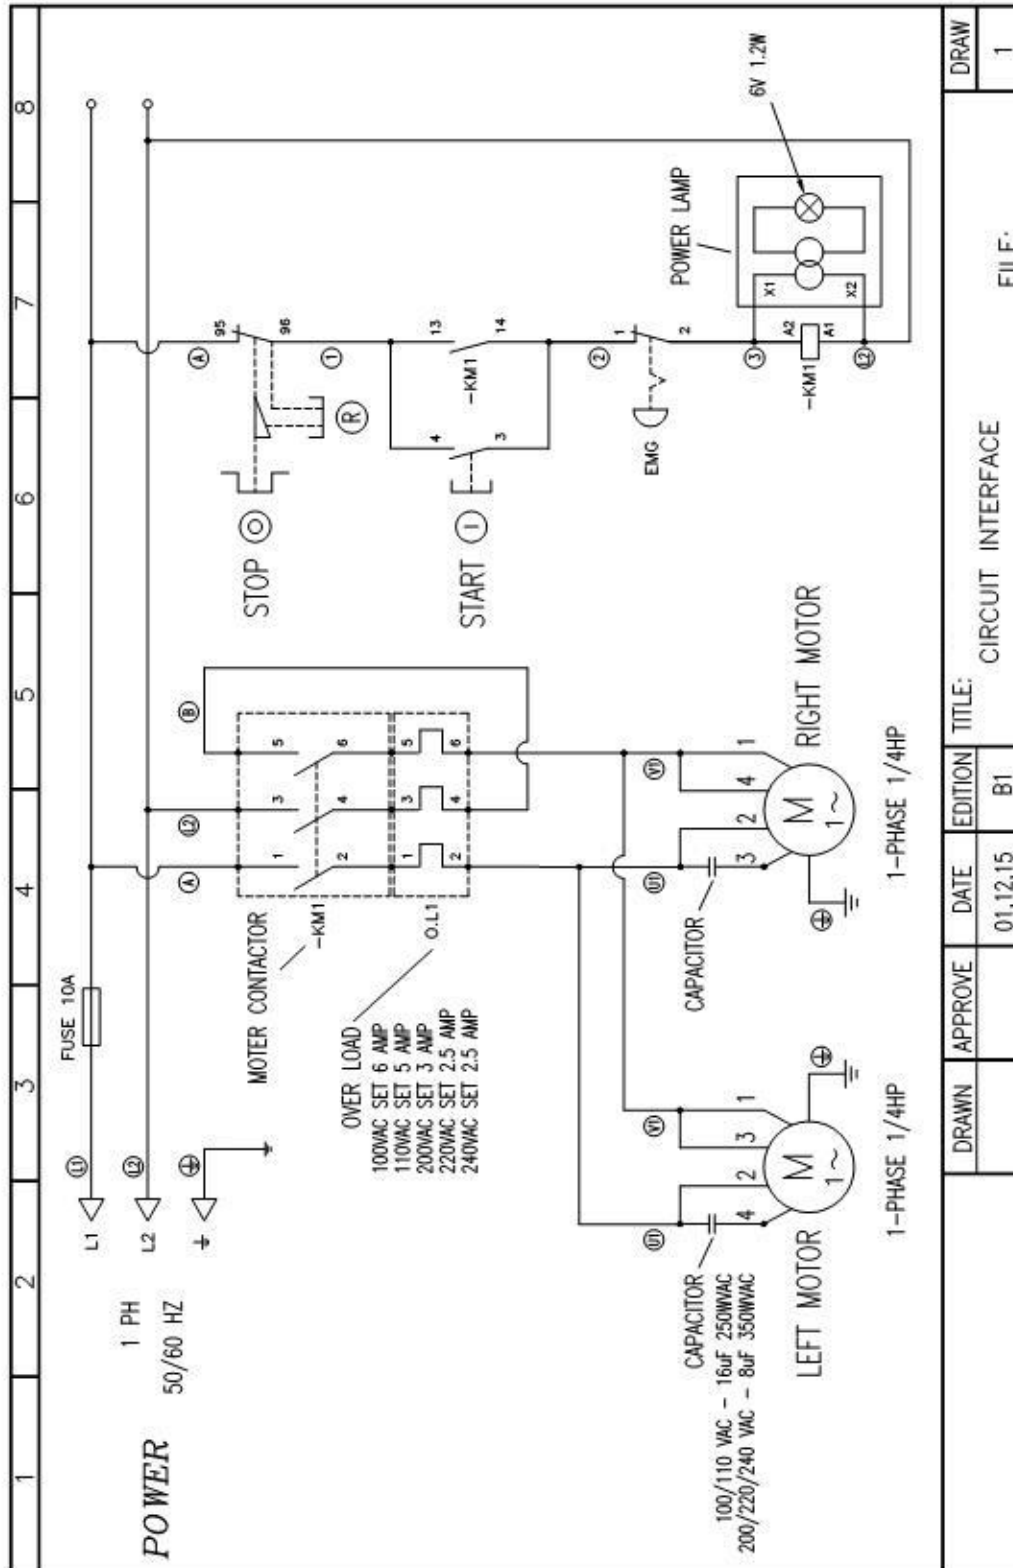 1
2
3
4
5
6
7
8
POWER
1 PH
50/60 HZ
L1
L2
L1
L2
FUSE 10A
MOTER CONTACTOR
-KM1
OVER LOAD
100VAC SET 6 AMP
110VAC SET 5 AMP
200VAC SET 3 AMP
220VAC SET 2.5 AMP
240VAC SET 2.5 AMP
O.L1
A
L2
B
1
3
5
2
4
6
1
3
5
2
4
6
STOP O
R
A
95
96
1
START I
4
3
13
14
-KM1
2
EMG
1
2
3
-KM1
A2
A1
L2
POWER LAMP
X1
X2
6V 1.2W
U1
V1
CAPACITOR
100/110 VAC - 16uF 250WVAC
200/220/240 VAC - 8uF 350WVAC
4
2
3
1
M
1~
LEFT MOTOR
1-PHASE 1/4HP
U1
V1
CAPACITOR
3
2
4
1
M
1~
RIGHT MOTOR
1-PHASE 1/4HP
DRAWN
APPROVE
DATE
01,12,15
EDITION
B1
TITLE:
CIRCUIT INTERFACE
FILE:
DRAW
1